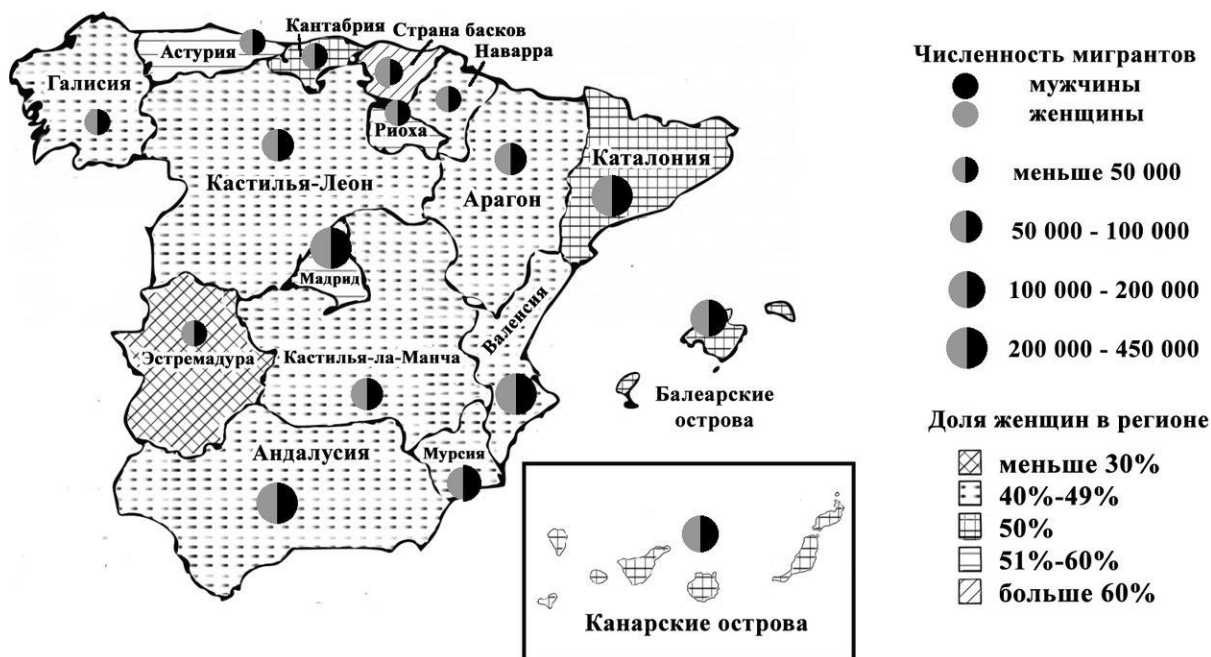 Кантабрия
Страна басков
Астурия
Наварра
Галисия
Риоха
Каталония
Кастилья-Леон
Арагон
Мадрид
Валенсия
Эстремадура
Кастилья-ла-Манча
Балеарские
острова
Андалусия
Мурсия
Канарские острова
Численность мигрантов
мужчины
женщины
меньше 50 000
50 000 - 100 000
100 000 - 200 000
200 000 - 450 000
Доля женщин в регионе
меньше 30%
40%-49%
50%
51%-60%
больше 60%